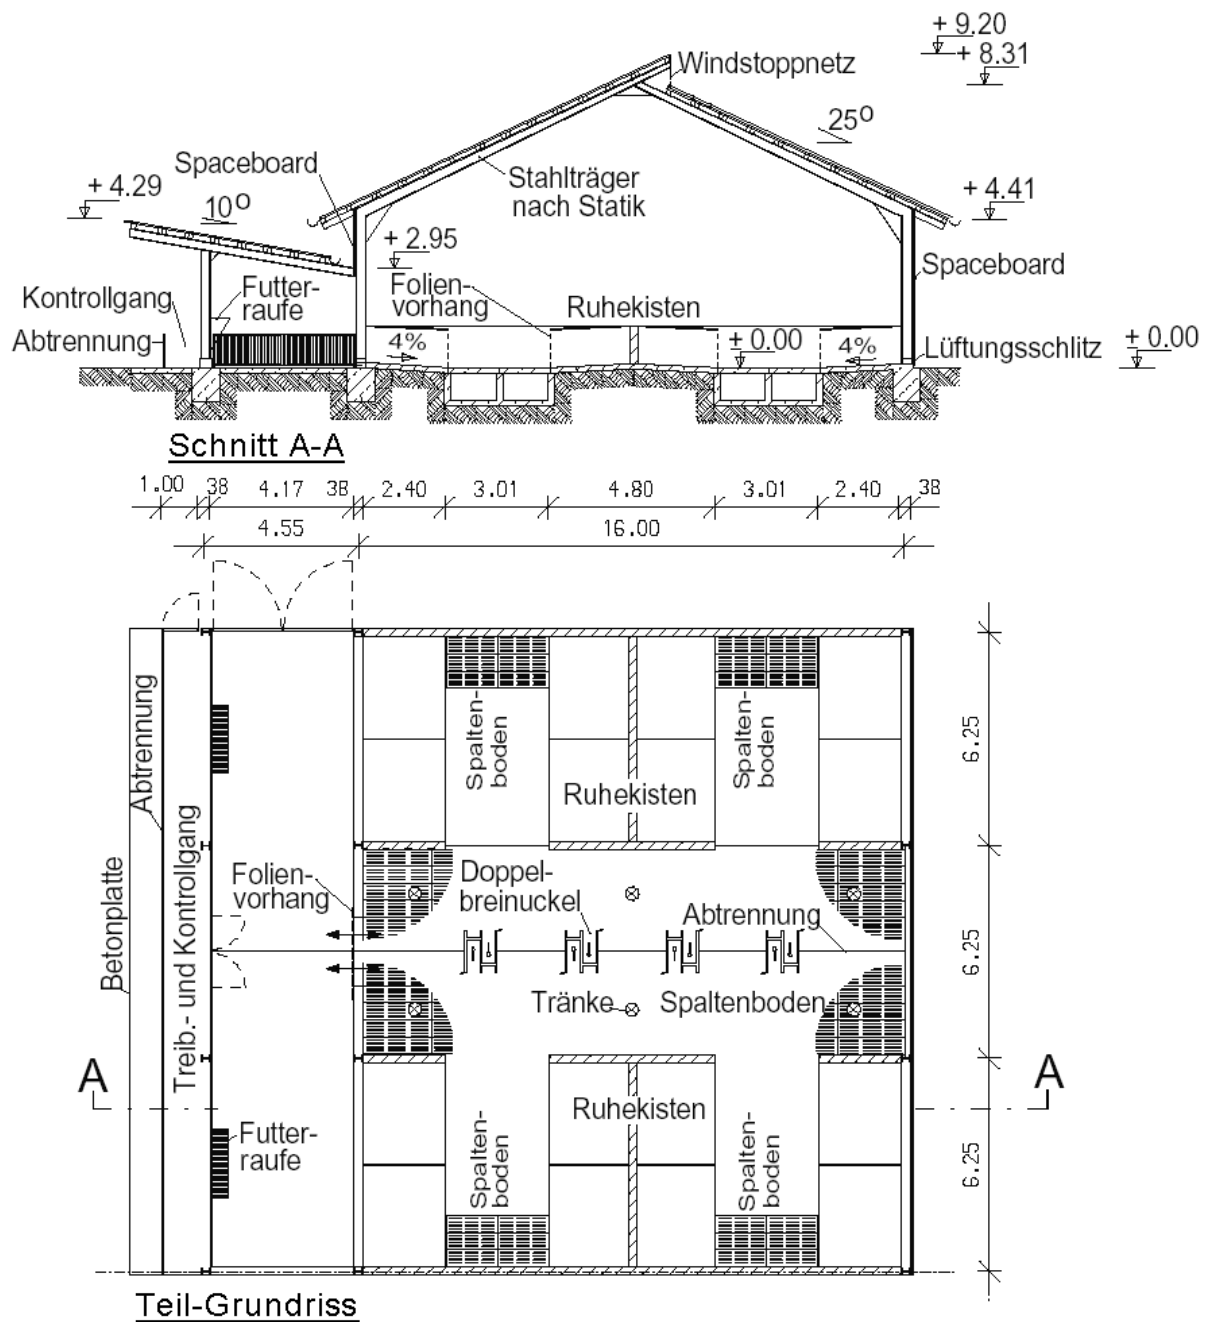 + 9.20
+ 8.31
Windstoppnetz
25°
Spaceboard
Stahlträger
nach Statik
+ 4.29
10°
+ 4.41
+ 2.95
Spaceboard
Kontrollgang
Futter-
raufe
Folien-
vorhang
Ruhekisten
Abtrennung
4%
± 0.00
4%
Lüftungsschlitz
± 0.00
Schnitt A-A
1.00 38 4.17 38 2.40 3.01 4.80 3.01 2.40 38
4.55 16.00
Abtrennung
Spalten-
boden
Spalten-
boden
6.25
Ruhekisten
Betonplatte
Treib.- und Kontrollgang
Folien-
vorhang
Doppel-
breinuckel
Abtrennung
6.25
Tränke
Spaltenboden
A
A
Ruhekisten
Futter-
raufe
Spalten-
boden
Spalten-
boden
6.25
Teil-Grundriss